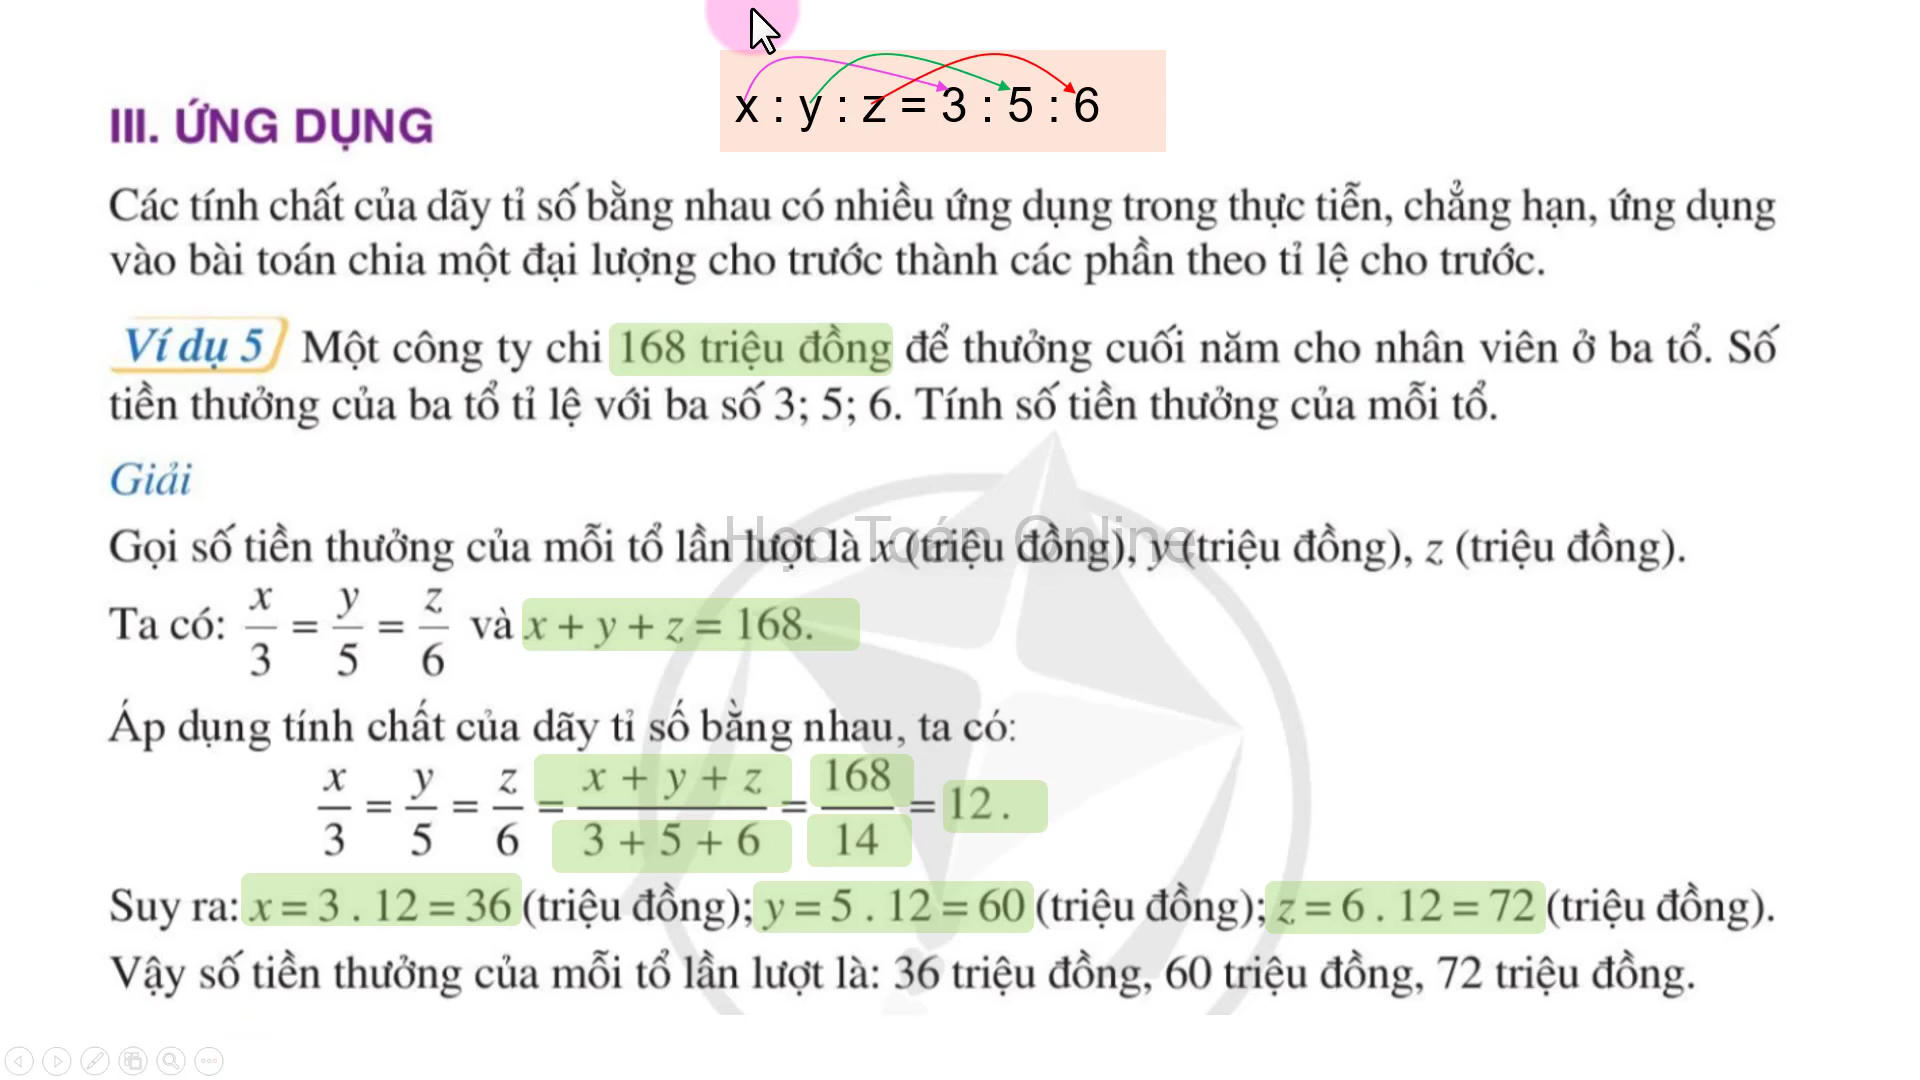 x : y : z = 3 : 5 : 6
III. ỨNG DỤNG
Các tính chất của dãy tỉ số bằng nhau có nhiều ứng dụng trong thực tiễn, chẳng hạn, ứng dụng
vào bài toán chia một đại lượng cho trước thành các phần theo tỉ lệ cho trước.
Ví dụ 5 Một công ty chi 168 triệu đồng để thưởng cuối năm cho nhân viên ở ba tổ. Số
tiền thưởng của ba tổ tỉ lệ với ba số 3; 5; 6. Tính số tiền thưởng của mỗi tổ.
Giải
Học Toán Online
Gọi số tiền thưởng của mỗi tổ lần lượt là x (triệu đồng), y (triệu đồng), z (triệu đồng).
Ta có: x/3 = y/5 = z/6 và x + y + z = 168.
Áp dụng tính chất của dãy tỉ số bằng nhau, ta có:
x/3 = y/5 = z/6 = (x + y + z)/(3 + 5 + 6) = 168/14 = 12.
Suy ra: x = 3 . 12 = 36 (triệu đồng); y = 5 . 12 = 60 (triệu đồng); z = 6 . 12 = 72 (triệu đồng).
Vậy số tiền thưởng của mỗi tổ lần lượt là: 36 triệu đồng, 60 triệu đồng, 72 triệu đồng.